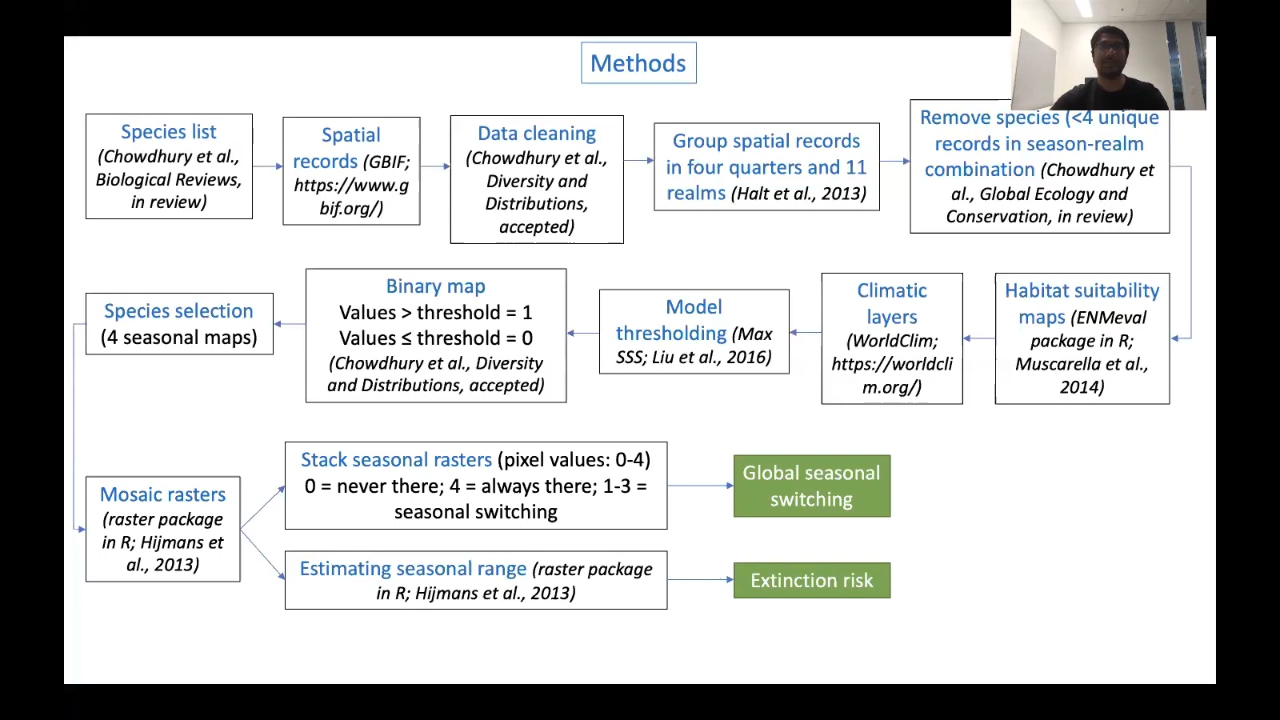 Methods
Species list
(Chowdhury et al.,
Biological Reviews,
in review)
Spatial
records (GBIF;
https://www.g
bif.org/)
Data cleaning
(Chowdhury et al.,
Diversity and
Distributions,
accepted)
Group spatial records
in four quarters and 11
realms (Halt et al., 2013)
Remove species (<4 unique
records in season-realm
combination (Chowdhury et
al., Global Ecology and
Conservation, in review)
Species selection
(4 seasonal maps)
Binary map
Values > threshold = 1
Values ≤ threshold = 0
(Chowdhury et al., Diversity
and Distributions, accepted)
Model
thresholding (Max
SSS; Liu et al., 2016)
Climatic
layers
(WorldClim;
https://worldcli
m.org/)
Habitat suitability
maps (ENMeval
package in R;
Muscarella et al.,
2014)
Mosaic rasters
(raster package
in R; Hijmans et
al., 2013)
Stack seasonal rasters (pixel values: 0-4)
0 = never there; 4 = always there; 1-3 =
seasonal switching
Global seasonal
switching
Estimating seasonal range (raster package
in R; Hijmans et al., 2013)
Extinction risk